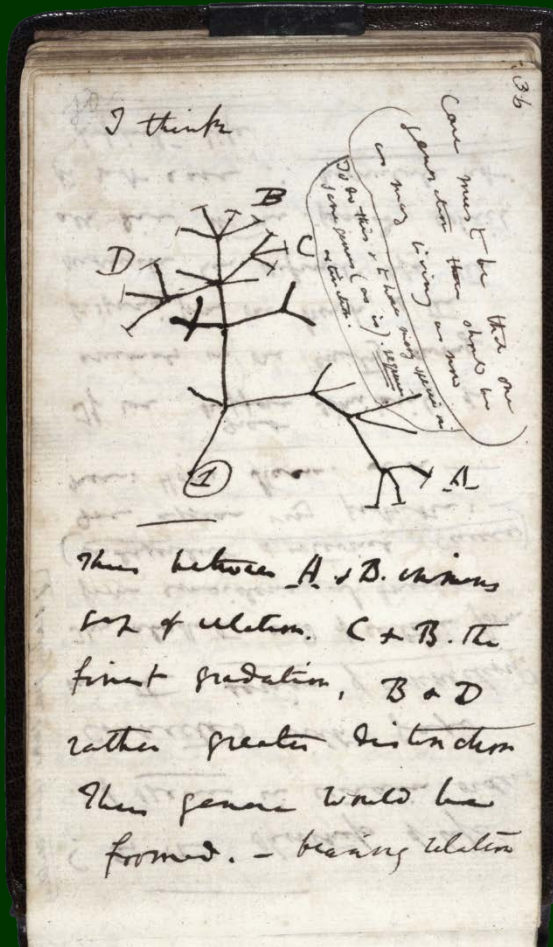 36
I think
Case must be that one
generation then should be
as many living as now
To do this & to have many species in
same genus (as is). requires
extinction.
B
C
D
A
1
Thus between A & B. immens
gap of relation. C & B. the
finest gradation, B & D
rather greater distinction
Thus genera would be
formed. — bearing relation